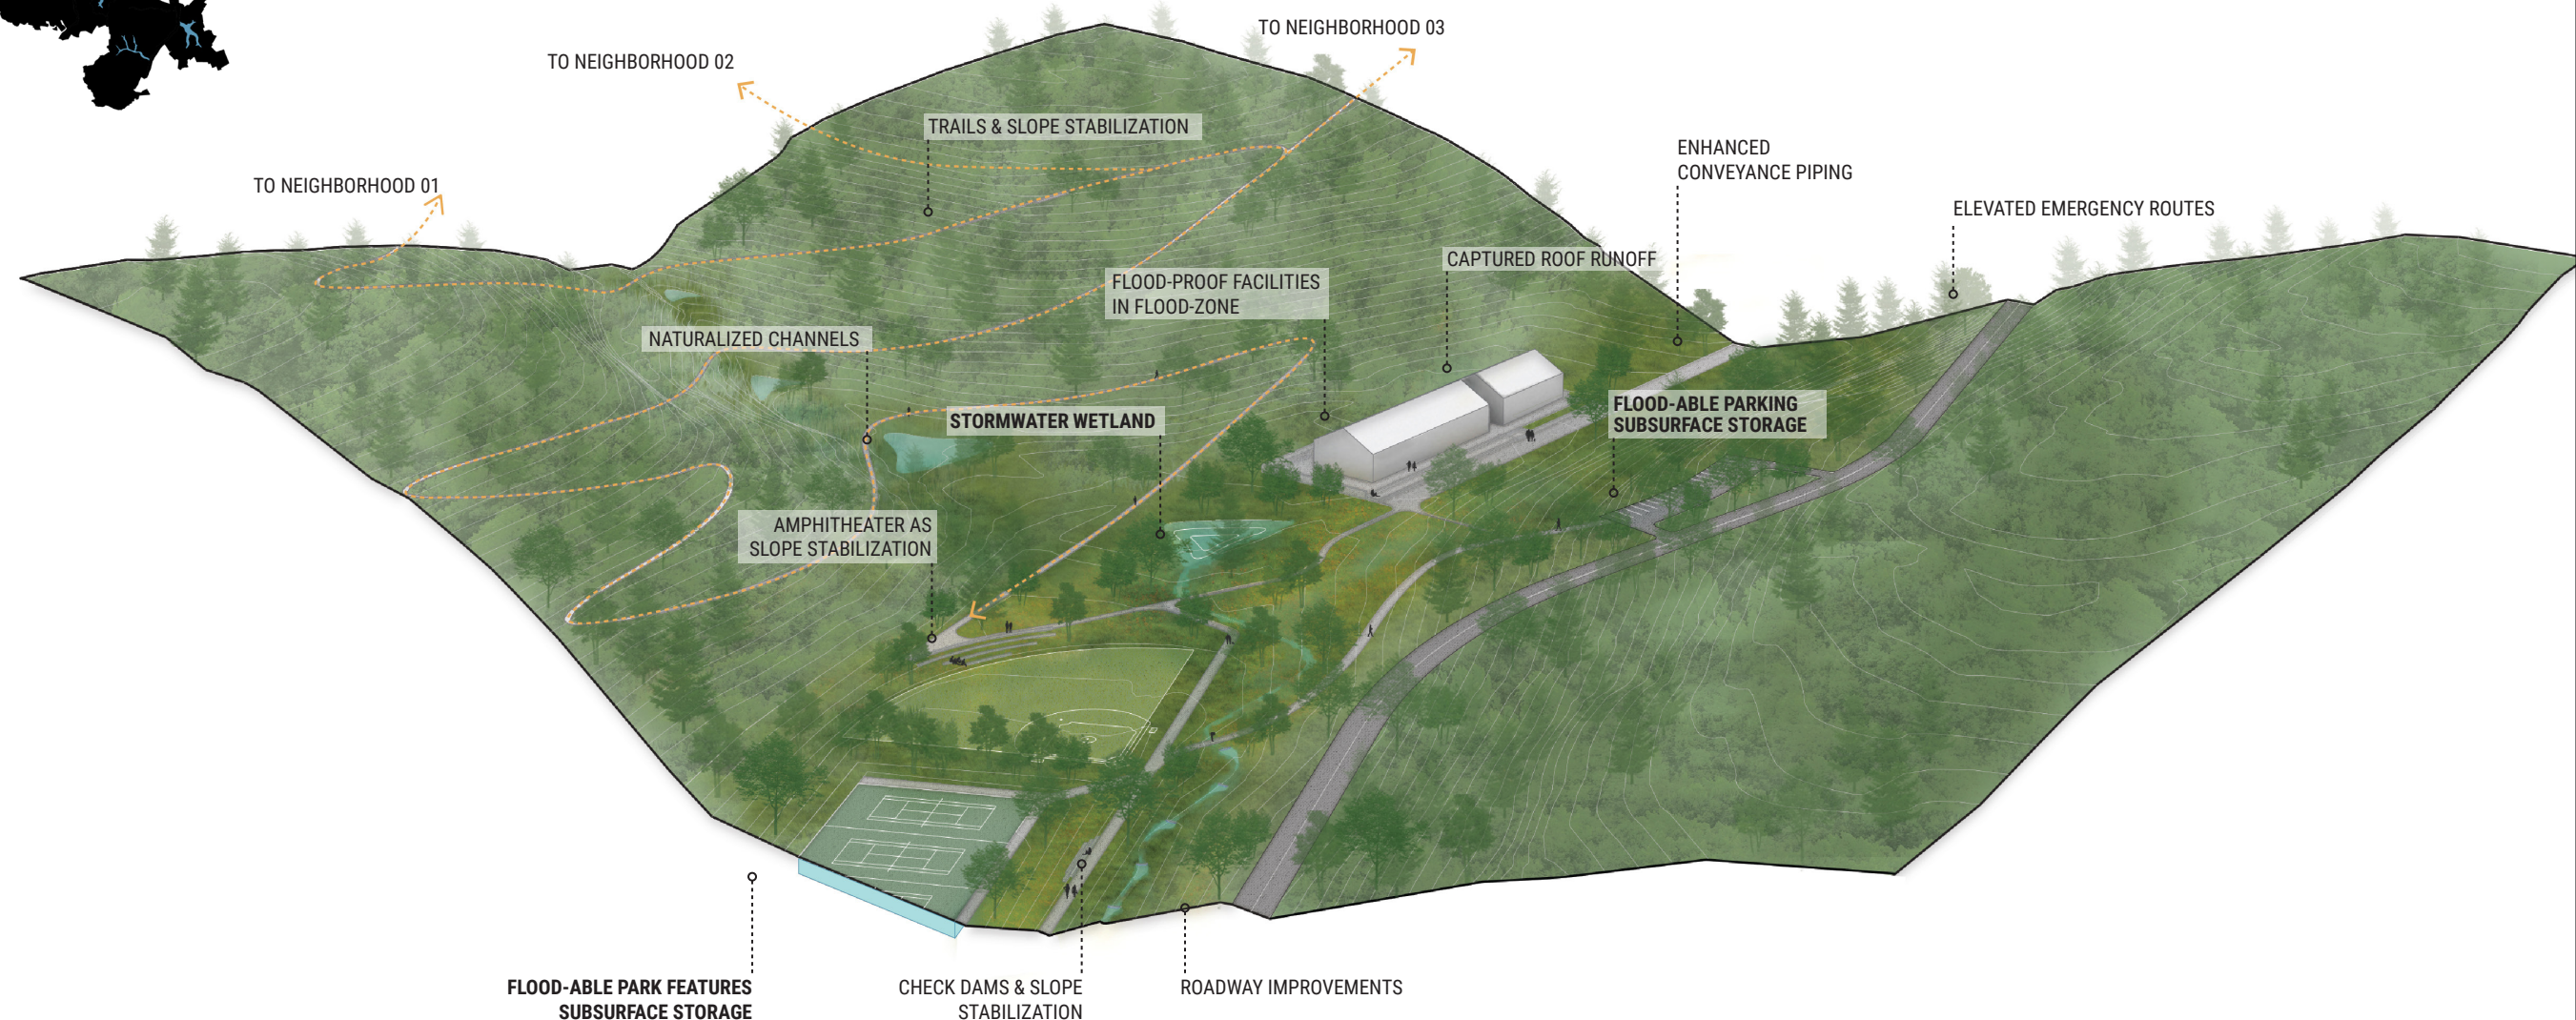 TO NEIGHBORHOOD 03
TO NEIGHBORHOOD 02
TRAILS & SLOPE STABILIZATION
ENHANCED
CONVEYANCE PIPING
TO NEIGHBORHOOD 01
ELEVATED EMERGENCY ROUTES
CAPTURED ROOF RUNOFF
FLOOD-PROOF FACILITIES
IN FLOOD-ZONE
NATURALIZED CHANNELS
STORMWATER WETLAND
FLOOD-ABLE PARKING
SUBSURFACE STORAGE
AMPHITHEATER AS
SLOPE STABILIZATION
FLOOD-ABLE PARK FEATURES
SUBSURFACE STORAGE
CHECK DAMS & SLOPE
STABILIZATION
ROADWAY IMPROVEMENTS